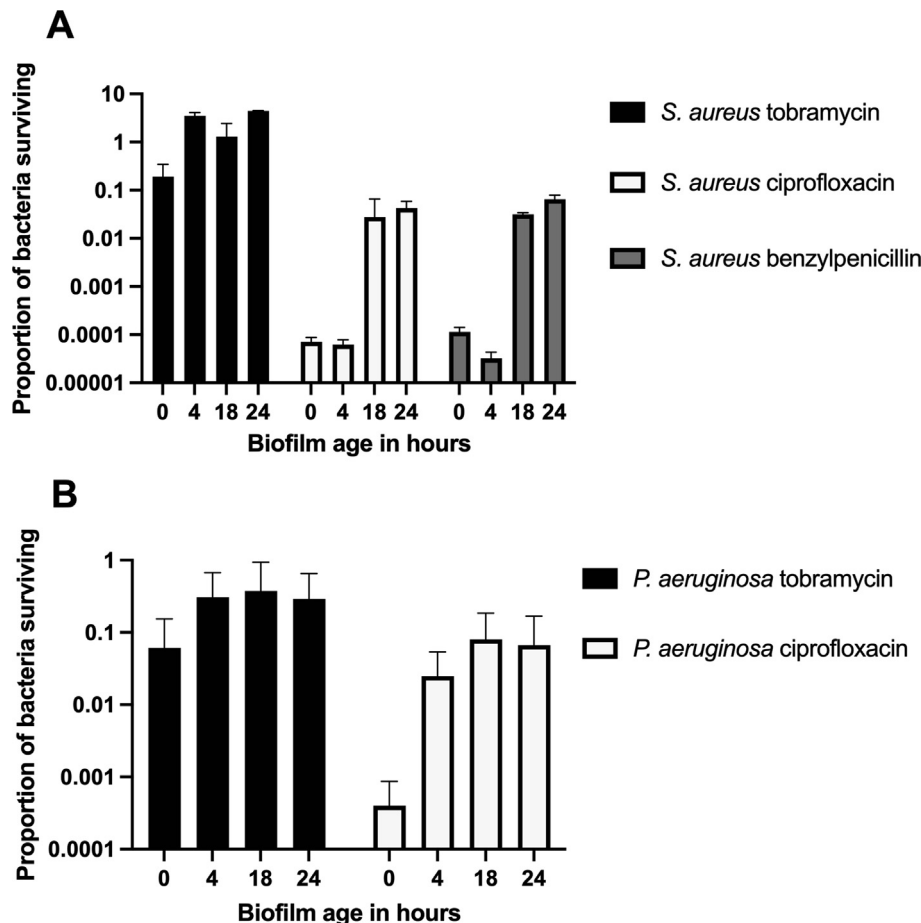 A
Proportion of bacteria surviving
10
1
0.1
0.01
0.001
0.0001
0.00001
0 4 18 24 0 4 18 24 0 4 18 24
Biofilm age in hours
S. aureus tobramycin
S. aureus ciprofloxacin
S. aureus benzylpenicillin
B
Proportion of bacteria surviving
1
0.1
0.01
0.001
0.0001
0 4 18 24 0 4 18 24
Biofilm age in hours
P. aeruginosa tobramycin
P. aeruginosa ciprofloxacin